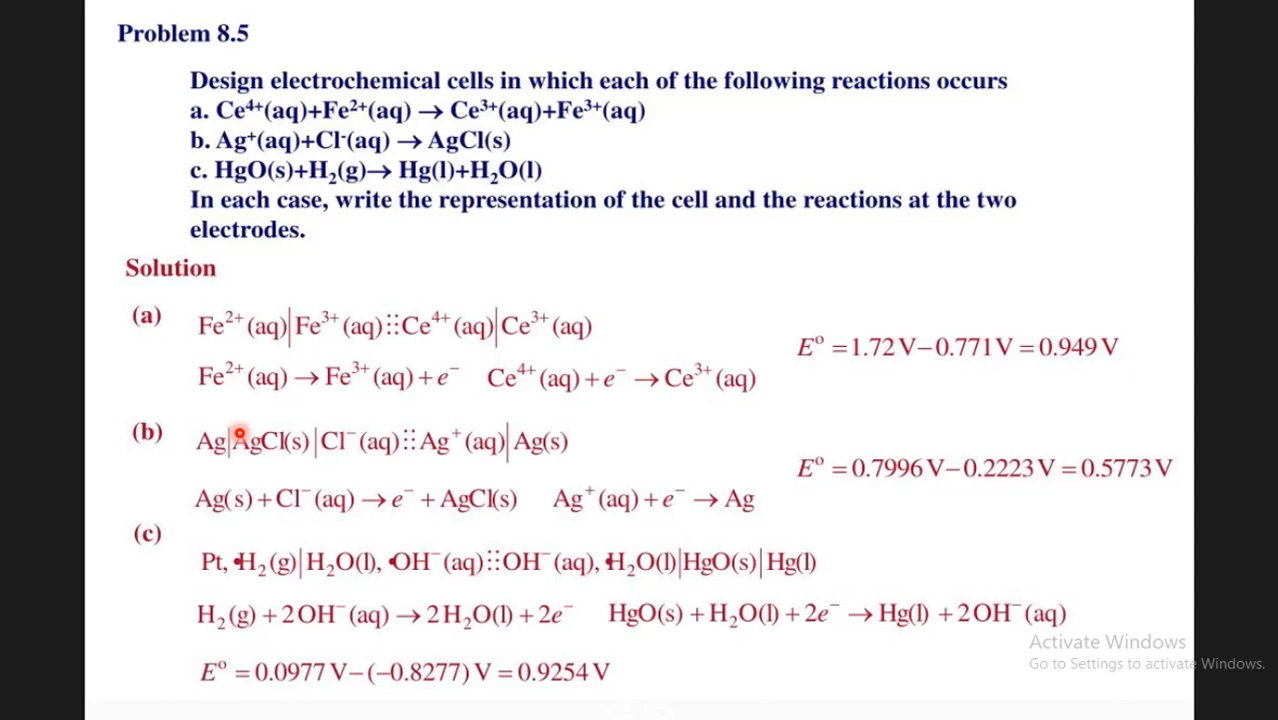 Problem 8.5
Design electrochemical cells in which each of the following reactions occurs
a. Ce⁴⁺(aq)+Fe²⁺(aq) → Ce³⁺(aq)+Fe³⁺(aq)
b. Ag⁺(aq)+Cl⁻(aq) → AgCl(s)
c. HgO(s)+H₂(g)→ Hg(l)+H₂O(l)
In each case, write the representation of the cell and the reactions at the two
electrodes.
Solution
(a) Fe²⁺(aq)|Fe³⁺(aq)⁝⁝Ce⁴⁺(aq)|Ce³⁺(aq)
E° =1.72 V−0.771V =0.949 V
Fe²⁺(aq) → Fe³⁺(aq) + e⁻ Ce⁴⁺(aq) + e⁻ → Ce³⁺(aq)
(b) Ag|AgCl(s)|Cl⁻(aq)⁝⁝Ag⁺(aq)|Ag(s)
E° =0.7996 V−0.2223 V =0.5773 V
Ag(s) + Cl⁻(aq) → e⁻ + AgCl(s) Ag⁺(aq) + e⁻ → Ag
(c)
Pt, •H₂(g)|H₂O(l), •OH⁻(aq)⁝⁝OH⁻(aq), •H₂O(l)|HgO(s)|Hg(l)
H₂(g) + 2OH⁻(aq) → 2H₂O(l) + 2e⁻ HgO(s) + H₂O(l) + 2e⁻ → Hg(l) + 2OH⁻(aq)
E° =0.0977 V−(−0.8277) V =0.9254 V
Activate Windows
Go to Settings to activate Windows.